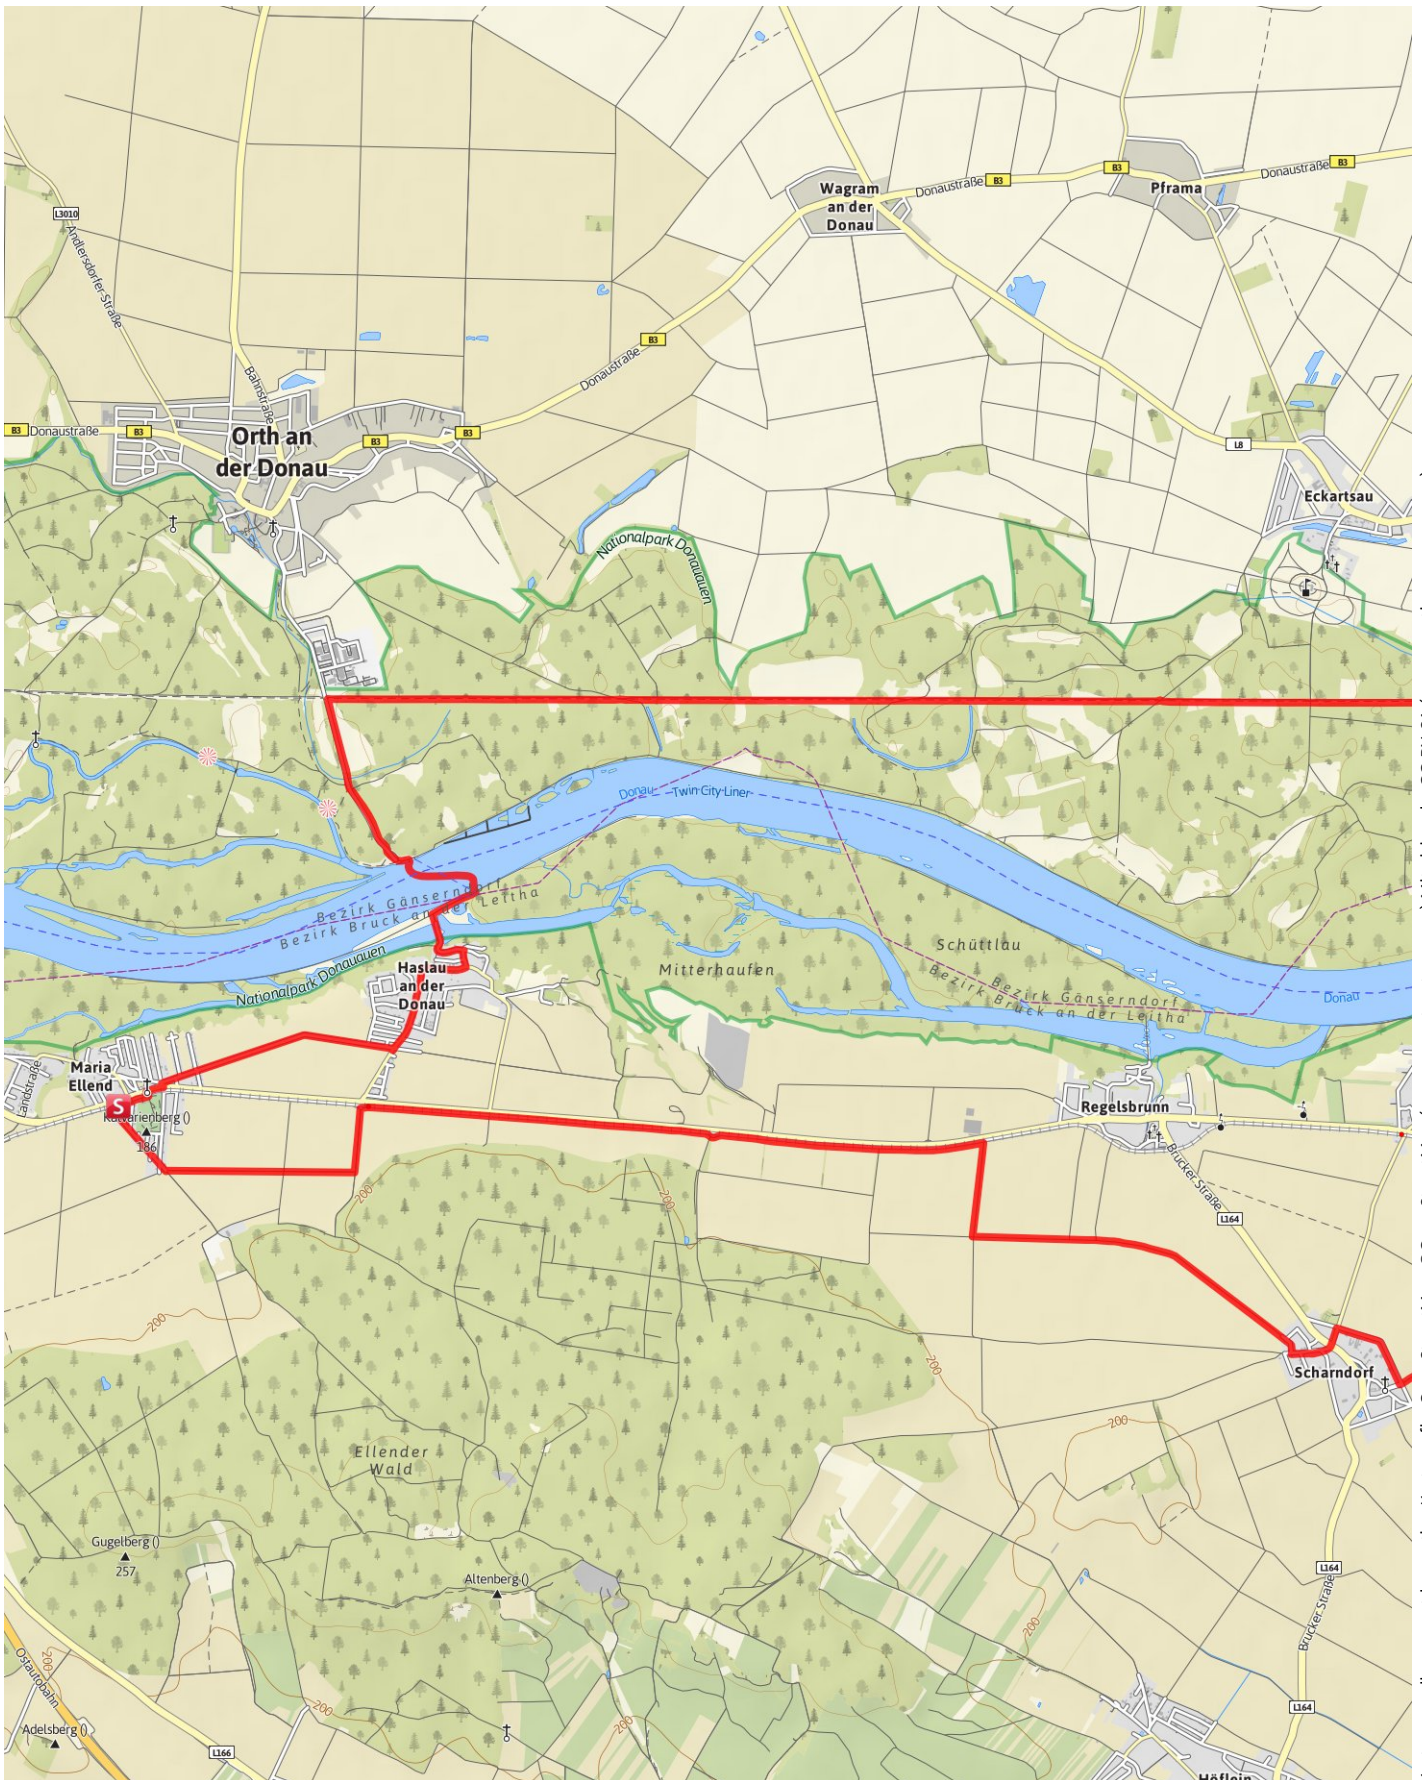 Wagram
an der
Donau
Donaustraße
B3
B3
Pframa
Donaustraße
B3
L3010
Andlersdorfer Straße
B3
Donaustraße
Bahnstraße
B3
Donaustraße
B3
Orth an
der Donau
B3
B3
L8
Eckartsau
Nationalpark Donauauen
Donau
Twin City Liner
Bezirk Gänserndorf
Bezirk Bruck an der Leitha
Schüttlau
Mitterhaufen
Nationalpark Donauauen
Haslau
an der
Donau
Bezirk Gänserndorf
Bezirk Bruck an der Leitha
Donau
Landstraße
Maria
Ellend
S
Kalvarienberg ()
186
Regelsbrunn
Brucker Straße
L164
200
200
200
200
Scharndorf
200
Ellender
Wald
Gugelberg ()
257
Altenberg ()
L164
Brucker Straße
200
Ostautobahn
200
200
200
Adelsberg ()
L166
L164
Höflein